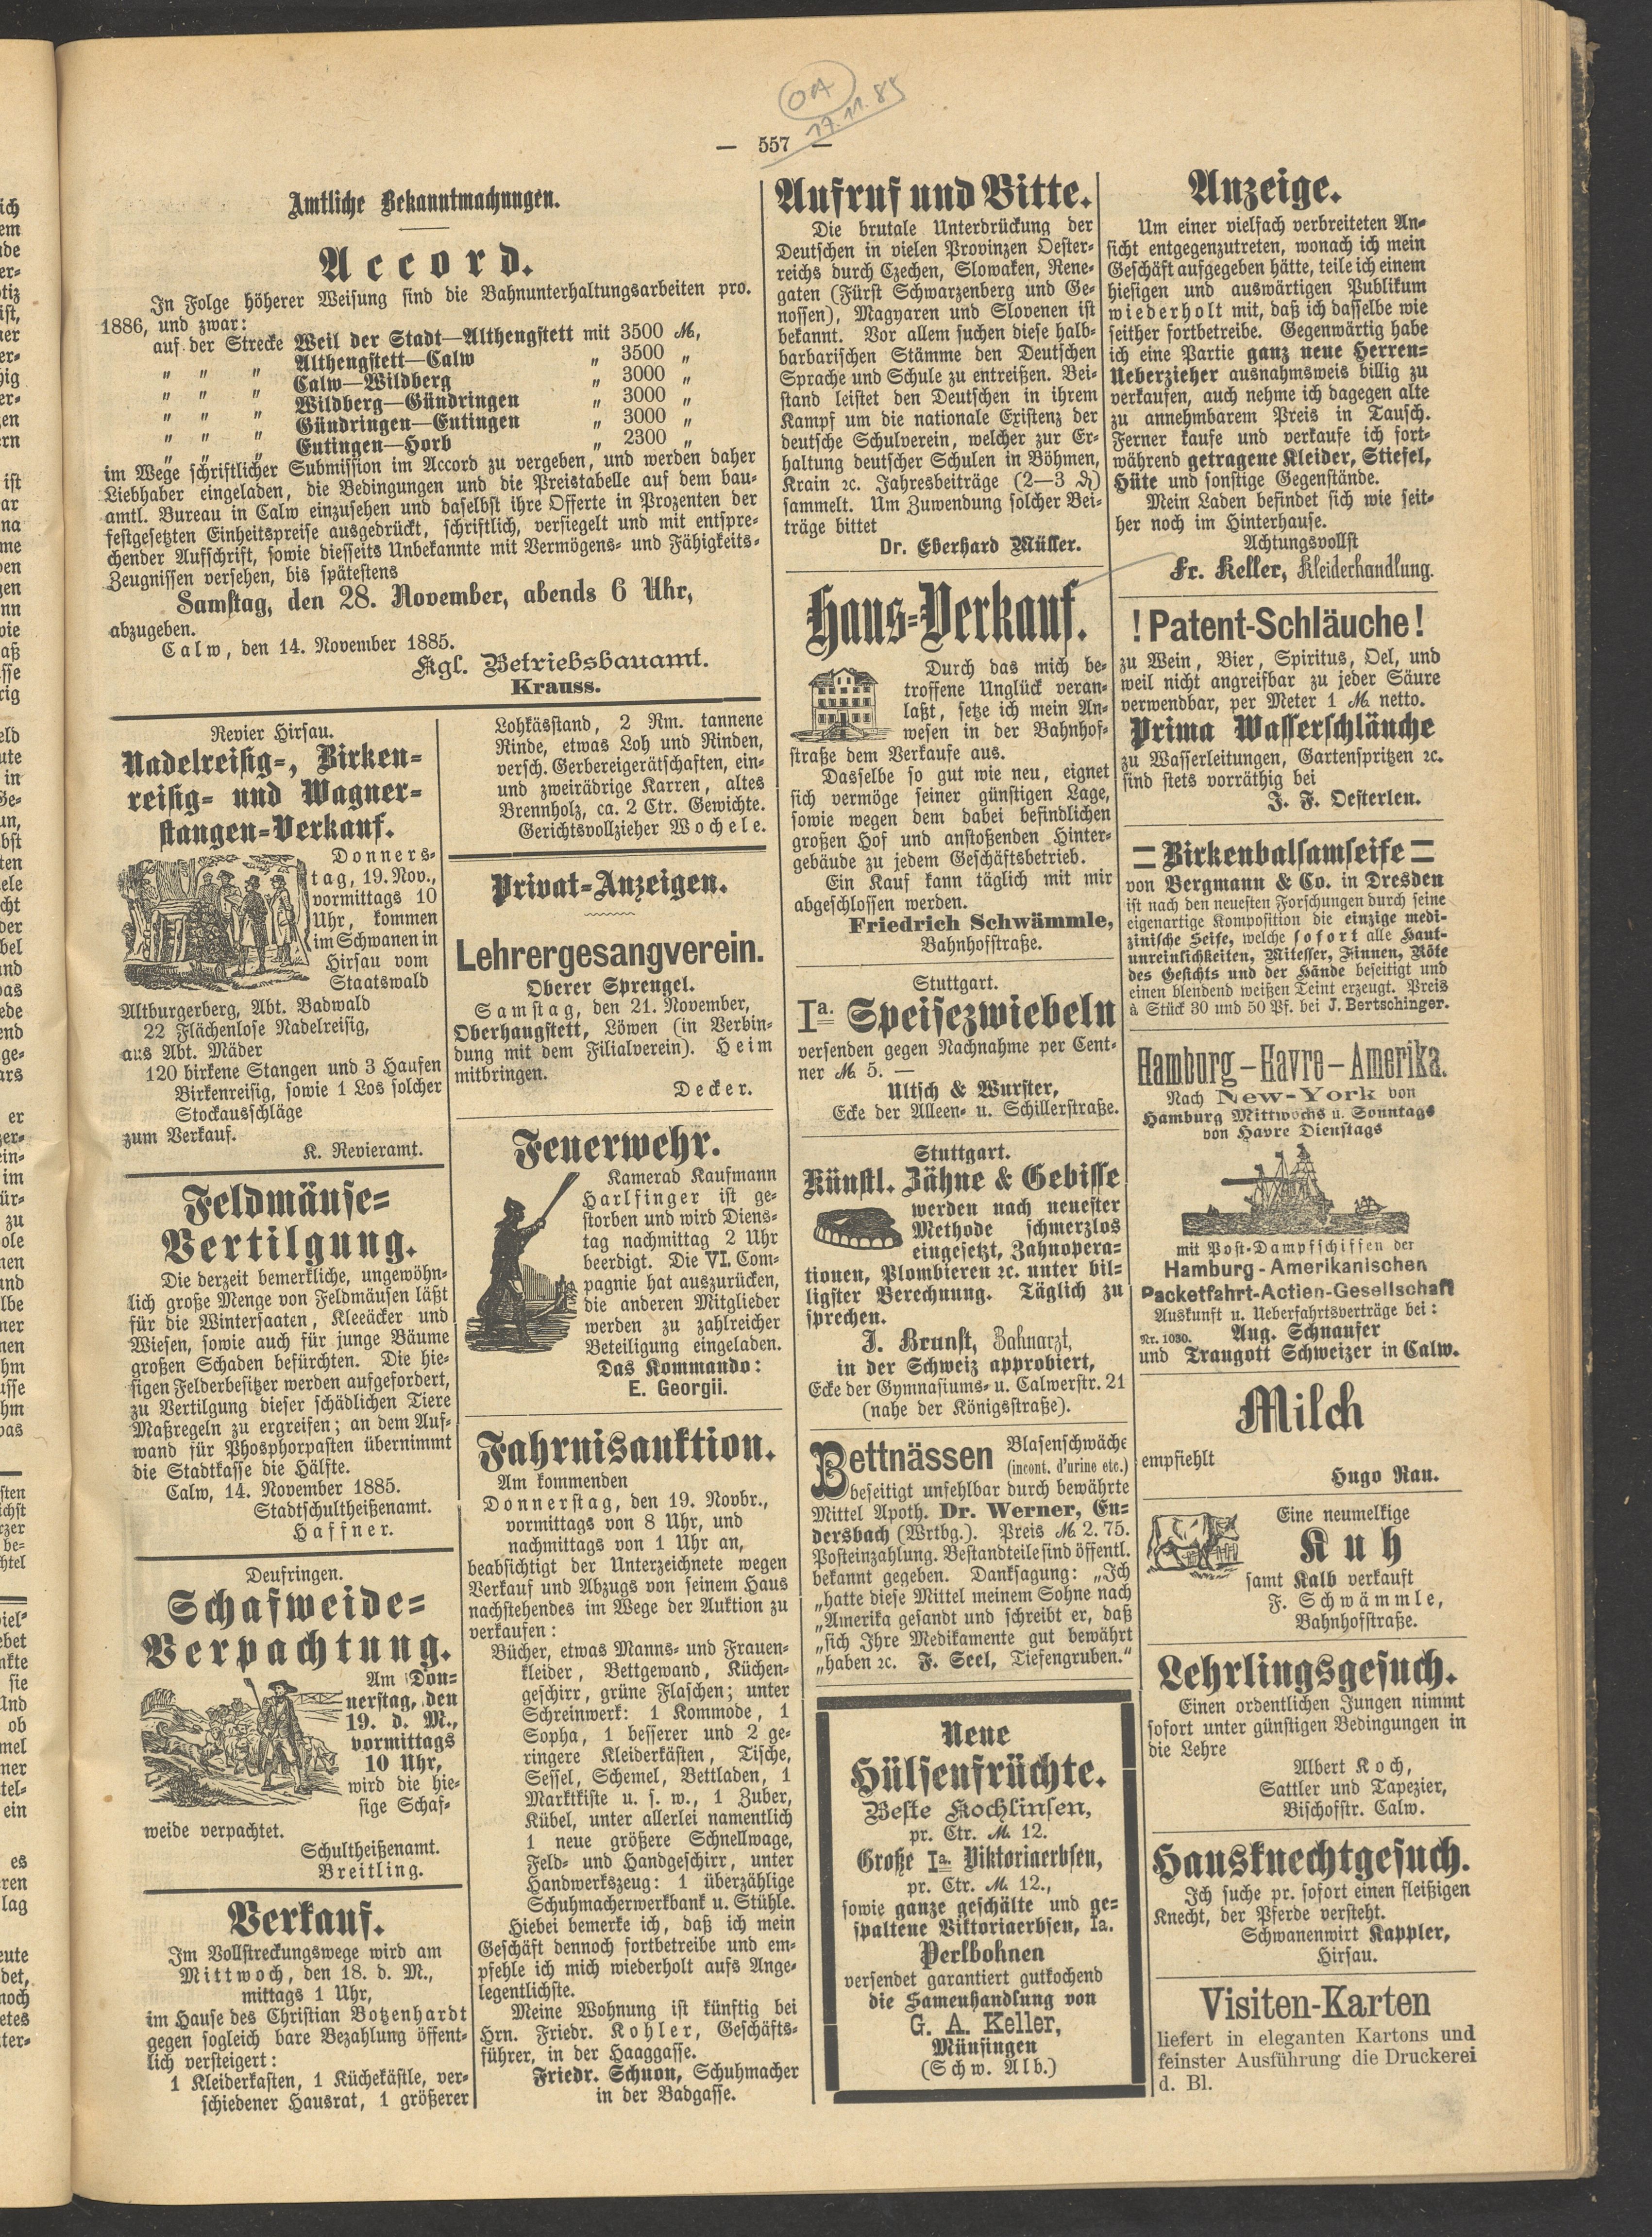 OA
17.11.85
— 557 —
Amtliche Bekanntmachungen.
Accord.
In Folge höherer Weisung sind die Bahnunterhaltungsarbeiten pro.
1886, und zwar:
auf der Strecke Weil der Stadt—Althengstett mit 3500 M,
" " " Althengstett—Calw " 3500 "
" " " Calw—Wildberg " 3000 "
" " " Wildberg—Gündringen " 3000 "
" " " Gündringen—Eutingen " 3000 "
" " " Eutingen—Horb " 2300 "
im Wege schriftlicher Submission im Accord zu vergeben, und werden daher
Liebhaber eingeladen, die Bedingungen und die Preistabelle auf dem bau-
amtl. Bureau in Calw einzusehen und daselbst ihre Offerte in Prozenten der
festgesetzten Einheitspreise ausgedrückt, schriftlich, versiegelt und mit entspre-
chender Aufschrift, sowie diesseits Unbekannte mit Vermögens- und Fähigkeits-
Zeugnissen versehen, bis spätestens
Samstag, den 28. November, abends 6 Uhr,
abzugeben.
Calw, den 14. November 1885.
Kgl. Betriebsbauamt.
Krauss.
Revier Hirsau.
Nadelreisig-, Birken-
reisig- und Wagner-
stangen-Verkauf.
Donners-
tag, 19. Nov.,
vormittags 10
Uhr, kommen
im Schwanen in
Hirsau vom
Staatswald
Altburgerberg, Abt. Badwald
22 Flächenlose Nadelreisig,
aus Abt. Mäder
120 birkene Stangen und 3 Haufen
Birkenreisig, sowie 1 Los solcher
Stockausschläge
zum Verkauf.
K. Revieramt.
Feldmäuse-
Vertilgung.
Die derzeit bemerkliche, ungewöhn-
lich große Menge von Feldmäusen läßt
für die Wintersaaten, Kleeäcker und
Wiesen, sowie auch für junge Bäume
großen Schaden befürchten. Die hie-
sigen Felderbesitzer werden aufgefordert,
zu Vertilgung dieser schädlichen Tiere
Maßregeln zu ergreifen; an dem Auf-
wand für Phosphorpasten übernimmt
die Stadtkasse die Hälfte.
Calw, 14. November 1885.
Stadtschultheißenamt.
Haffner.
Deufringen.
Schafweide-
Verpachtung.
Am Don-
nerstag, den
19. d. M.,
vormittags
10 Uhr,
wird die hie-
sige Schaf-
weide verpachtet.
Schultheißenamt.
Breitling.
Verkauf.
Im Vollstreckungswege wird am
Mittwoch, den 18. d. M.,
mittags 1 Uhr,
im Hause des Christian Botzenhardt
gegen sogleich bare Bezahlung öffent-
lich versteigert:
1 Kleiderkasten, 1 Küchekästle, ver-
schiedener Hausrat, 1 größerer
Lohkässtand, 2 Rm. tannene
Rinde, etwas Loh und Rinden,
versch. Gerbereigerätschaften, ein-
und zweirädrige Karren, altes
Brennholz, ca. 2 Ctr. Gewichte.
Gerichtsvollzieher Wochele.
Privat-Anzeigen.
Lehrergesangverein.
Oberer Sprengel.
Samstag, den 21. November,
Oberhaugstett, Löwen (in Verbin-
dung mit dem Filialverein). Heim
mitbringen.
Decker.
Feuerwehr.
Kamerad Kaufmann
Harlfinger ist ge-
storben und wird Diens-
tag nachmittag 2 Uhr
beerdigt. Die VI. Com-
pagnie hat auszurücken,
die anderen Mitglieder
werden zu zahlreicher
Beteiligung eingeladen.
Das Kommando:
E. Georgii.
Fahrnisauktion.
Am kommenden
Donnerstag, den 19. Novbr.,
vormittags von 8 Uhr, und
nachmittags von 1 Uhr an,
beabsichtigt der Unterzeichnete wegen
Verkauf und Abzugs von seinem Haus
nachstehendes im Wege der Auktion zu
verkaufen:
Bücher, etwas Manns- und Frauen-
kleider, Bettgewand, Küchen-
geschirr, grüne Flaschen; unter
Schreinwerk: 1 Kommode, 1
Sopha, 1 besserer und 2 ge-
ringere Kleiderkästen, Tische,
Sessel, Schemel, Bettladen, 1
Marktkiste u. s. w., 1 Zuber,
Kübel, unter allerlei namentlich
1 neue größere Schnellwage,
Feld- und Handgeschirr, unter
Handwerkszeug: 1 überzählige
Schuhmacherwerkbank u. Stühle.
Hiebei bemerke ich, daß ich mein
Geschäft dennoch fortbetreibe und em-
pfehle ich mich wiederholt aufs Ange-
legentlichste.
Meine Wohnung ist künftig bei
Hrn. Friedr. Kohler, Geschäfts-
führer, in der Haaggasse.
Friedr. Schnon, Schuhmacher
in der Badgasse.
Aufruf und Bitte.
Die brutale Unterdrückung der
Deutschen in vielen Provinzen Oester-
reichs durch Czechen, Slowaken, Rene-
gaten (Fürst Schwarzenberg und Ge-
nossen), Magyaren und Slovenen ist
bekannt. Vor allem suchen diese halb-
barbarischen Stämme den Deutschen
Sprache und Schule zu entreißen. Bei-
stand leistet den Deutschen in ihrem
Kampf um die nationale Existenz der
deutsche Schulverein, welcher zur Er-
haltung deutscher Schulen in Böhmen,
Krain ꝛc. Jahresbeiträge (2—3 M)
sammelt. Um Zuwendung solcher Bei-
träge bittet
Dr. Eberhard Müller.
Haus-Verkauf.
Durch das mich be-
troffene Unglück veran-
laßt, setze ich mein An-
wesen in der Bahnhof-
straße dem Verkaufe aus.
Dasselbe so gut wie neu, eignet
sich vermöge seiner günstigen Lage,
sowie wegen dem dabei befindlichen
großen Hof und anstoßenden Hinter-
gebäude zu jedem Geschäftsbetrieb.
Ein Kauf kann täglich mit mir
abgeschlossen werden.
Friedrich Schwämmle,
Bahnhofstraße.
Stuttgart.
Ia. Speisezwiebeln
versenden gegen Nachnahme per Cent-
ner M 5. —
Ultsch & Wurster,
Ecke der Alleen- u. Schillerstraße.
Stuttgart.
Künstl. Zähne & Gebisse
werden nach neuester
Methode schmerzlos
eingesetzt, Zahnopera-
tionen, Plombieren ꝛc. unter bil-
ligster Berechnung. Täglich zu
sprechen.
J. Brunst, Zahnarzt,
in der Schweiz approbiert,
Ecke der Gymnasiums- u. Calwerstr. 21
(nahe der Königsstraße).
Bettnässen Blasenschwäche
(incont. d'urine etc.)
beseitigt unfehlbar durch bewährte
Mittel Apoth. Dr. Werner, En-
dersbach (Wrtbg.). Preis M 2. 75.
Posteinzahlung. Bestandteile sind öffentl.
bekannt gegeben. Danksagung: „Ich
„hatte diese Mittel meinem Sohne nach
„Amerika gesandt und schreibt er, daß
„sich Ihre Medikamente gut bewährt
„haben ꝛc. F. Seel, Tiefengruben.“
Neue
Hülsenfrüchte.
Beste Kochlinsen,
pr. Ctr. M. 12.
Große Ia. Viktoriaerbsen,
pr. Ctr. M. 12.,
sowie ganze geschälte und ge-
spaltene Viktoriaerbsen, Ia.
Perlbohnen
versendet garantiert gutkochend
die Samenhandlung von
G. A. Keller,
Münsingen
(Schw. Alb.)
Anzeige.
Um einer vielfach verbreiteten An-
sicht entgegenzutreten, wonach ich mein
Geschäft aufgegeben hätte, teile ich einem
hiesigen und auswärtigen Publikum
wiederholt mit, daß ich dasselbe wie
seither fortbetreibe. Gegenwärtig habe
ich eine Partie ganz neue Herren-
Ueberzieher ausnahmsweis billig zu
verkaufen, auch nehme ich dagegen alte
zu annehmbarem Preis in Tausch.
Ferner kaufe und verkaufe ich fort-
während getragene Kleider, Stiefel,
Hüte und sonstige Gegenstände.
Mein Laden befindet sich wie seit-
her noch im Hinterhause.
Achtungsvollst
Fr. Keller, Kleiderhandlung.
! Patent-Schläuche !
zu Wein, Bier, Spiritus, Oel, und
weil nicht angreifbar zu jeder Säure
verwendbar, per Meter 1 M. netto.
Prima Wasserschläuche
zu Wasserleitungen, Gartenspritzen ꝛc.
sind stets vorräthig bei
J. F. Oesterlen.
= Birkenbalsamseife =
von Bergmann & Co. in Dresden
ist nach den neuesten Forschungen durch seine
eigenartige Komposition die einzige medi-
zinische Seife, welche sofort alle Haut-
unreinlichkeiten, Mitesser, Finnen, Röte
des Gesichts und der Hände beseitigt und
einen blendend weißen Teint erzeugt. Preis
à Stück 30 und 50 Pf. bei J. Bertschinger.
Hamburg – Havre – Amerika.
Nach New-York von
Hamburg Mittwochs u. Sonntags
von Havre Dienstags
mit Post-Dampfschiffen der
Hamburg-Amerikanischen
Packetfahrt-Actien-Gesellschaft
Auskunft u. Ueberfahrtsverträge bei:
Nr. 1030. Aug. Schnaufer
und Traugott Schweizer in Calw.
Milch
empfiehlt
Hugo Rau.
Eine neumelkige
Kuh
samt Kalb verkauft
F. Schwämmle,
Bahnhofstraße.
Lehrlingsgesuch.
Einen ordentlichen Jungen nimmt
sofort unter günstigen Bedingungen in
die Lehre
Albert Koch,
Sattler und Tapezier,
Bischofstr. Calw.
Hausknechtgesuch.
Ich suche pr. sofort einen fleißigen
Knecht, der Pferde versteht.
Schwanenwirt Kappler,
Hirsau.
Visiten-Karten
liefert in eleganten Kartons und
feinster Ausführung die Druckerei
d. Bl.